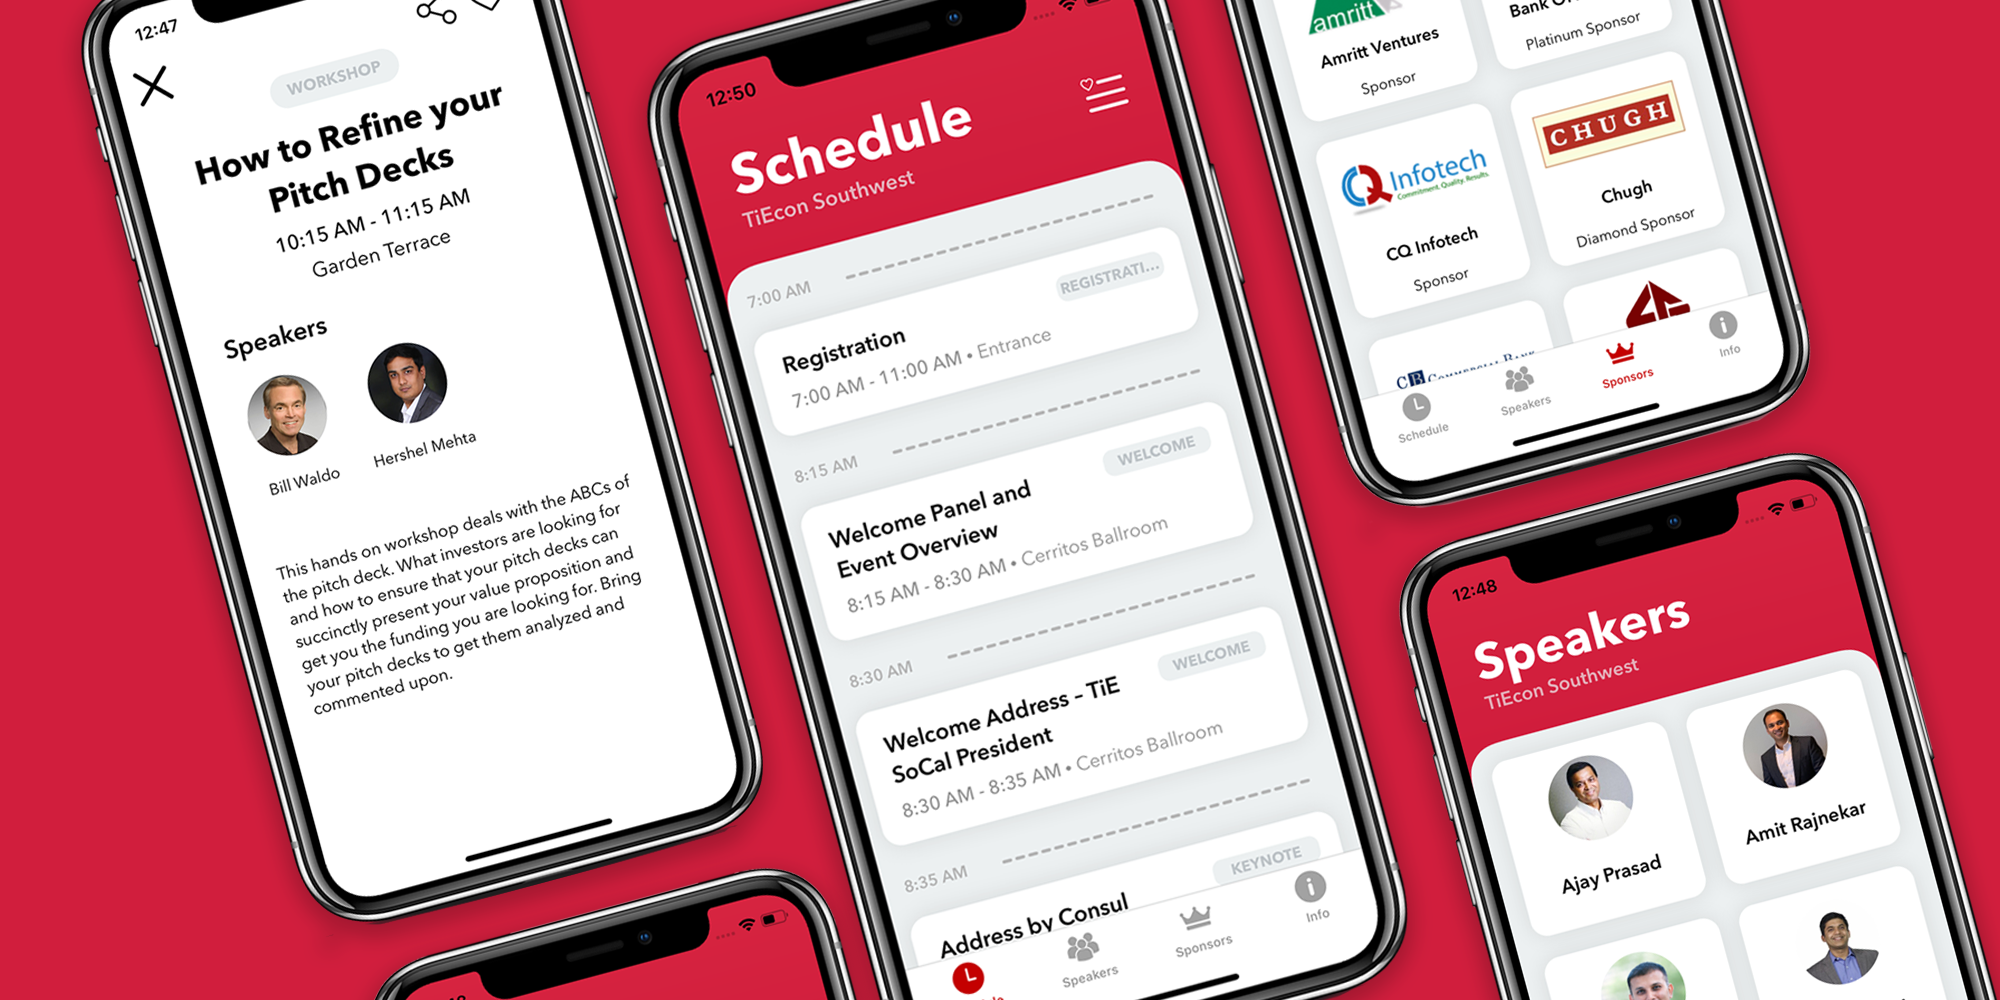 12:47
WORKSHOP
How to Refine your
Pitch Decks
10:15 AM - 11:15 AM
Garden Terrace
Speakers
Bill Waldo
Hershel Mehta
This hands on workshop deals with the ABCs of
the pitch deck. What investors are looking for
and how to ensure that your pitch decks can
succinctly present your value proposition and
get you the funding you are looking for. Bring
your pitch decks to get them analyzed and
commented upon.
12:50
Schedule
TiEcon Southwest
7:00 AM
REGISTRATI...
Registration
7:00 AM - 11:00 AM • Entrance
8:15 AM
WELCOME
Welcome Panel and
Event Overview
8:15 AM - 8:30 AM • Cerritos Ballroom
8:30 AM
WELCOME
Welcome Address - TiE
SoCal President
8:30 AM - 8:35 AM • Cerritos Ballroom
8:35 AM
KEYNOTE
Address by Consul
Speakers
Sponsors
Info
amritt
Amritt Ventures
Sponsor
Bank
Platinum Sponsor
CQ Infotech
Commitment. Quality. Results.
CQ Infotech
Sponsor
CHUGH
Chugh
Diamond Sponsor
CB COMMERCIAL BANK
Schedule
Speakers
Sponsors
Info
12:48
Speakers
TiEcon Southwest
Ajay Prasad
Amit Rajnekar